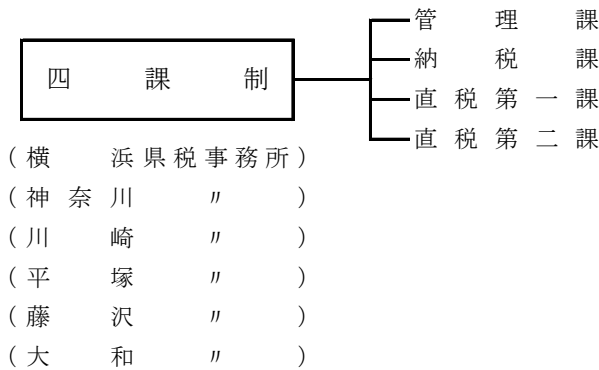 四課制
管理課
納税課
直税第一課
直税第二課
(横浜県税事務所)
(神奈川〃)
(川崎〃)
(平塚〃)
(藤沢〃)
(大和〃)